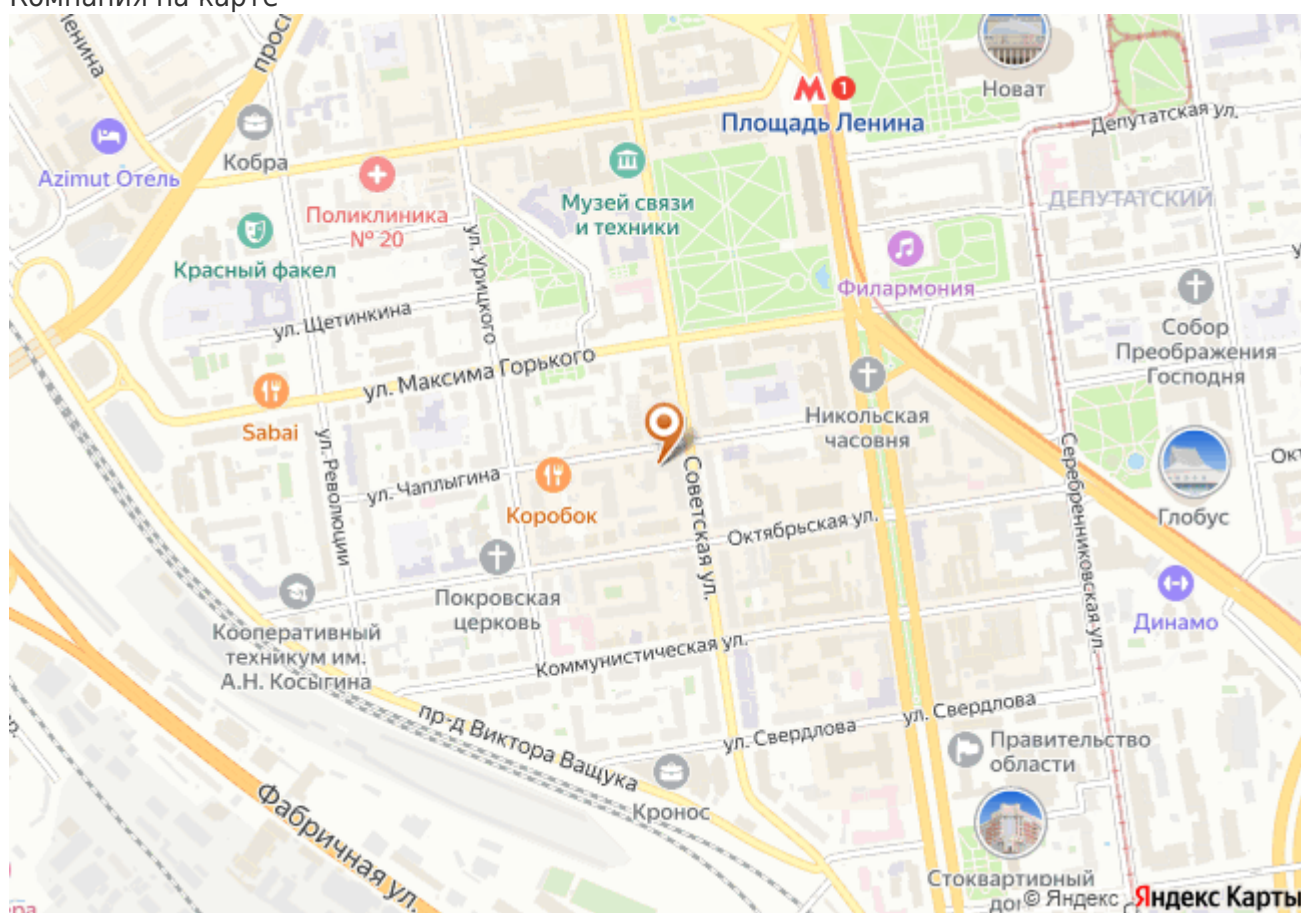 Компания на карте
Ленина
Новат
Площадь Ленина
Депутатская ул.
Кобра
Azimut Отель
Поликлиника
№ 20
Музей связи
и техники
ДЕПУТАТСКИЙ
Красный факел
ул. Урицкого
Филармония
ул. Щетинкина
Собор
Преображения
Господня
ул. Максима Горького
Sabai
Никольская
часовня
ул. Революции
ул. Чаплыгина
Коробок
Советская ул.
Серебренниковская ул.
Глобус
Октябрьская ул.
Покровская
церковь
Динамо
Кооперативный
техникум им.
А.Н. Косыгина
Коммунистическая ул.
пр-д Виктора Ващука
ул. Свердлова
ул. Свердлова
Правительство
области
Кронос
Фабричная ул.
Стоквартирный
дом
© Яндекс Яндекс Карты